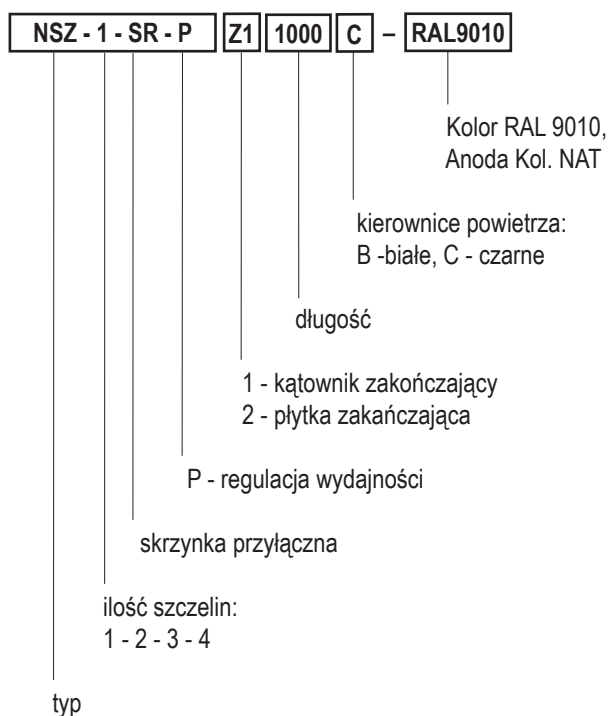 NSZ - 1 - SR - P Z1 1000 C – RAL9010
Kolor RAL 9010,
Anoda Kol. NAT
kierownice powietrza:
B -białe, C - czarne
długość
1 - kątownik zakończający
2 - płytka zakańczająca
P - regulacja wydajności
skrzynka przyłączna
ilość szczelin:
1 - 2 - 3 - 4
typ